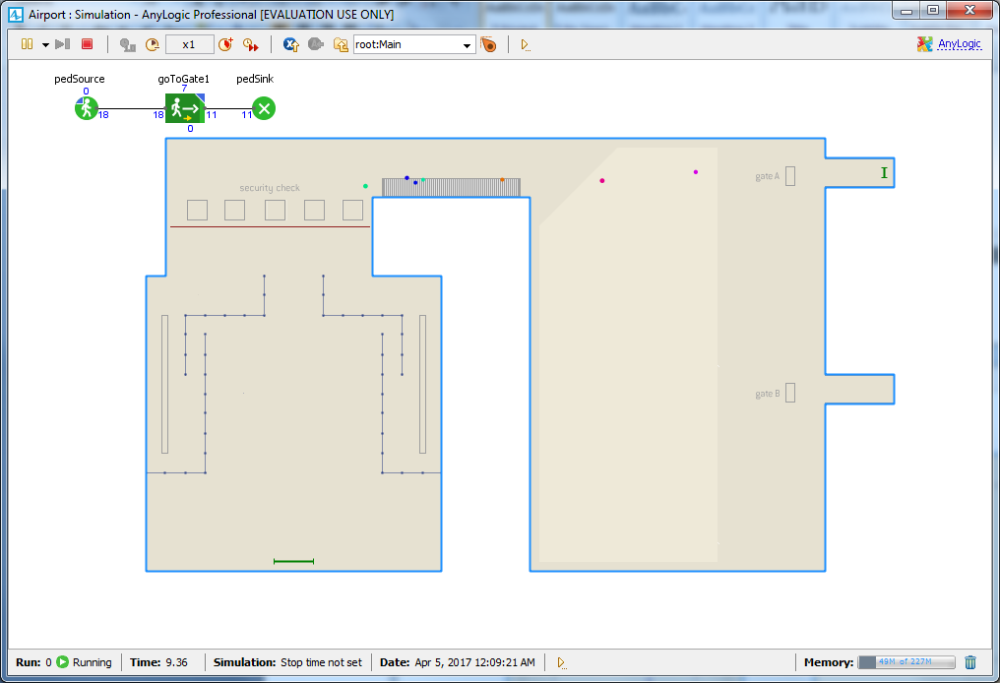 Airport : Simulation - AnyLogic Professional [EVALUATION USE ONLY]
x1
root:Main
AnyLogic
pedSource
goToGate1
pedSink
0
7
18
18
11
11
0
security check
gate A
I
gate B
Run: 0 Running
Time: 9.36
Simulation: Stop time not set
Date: Apr 5, 2017 12:09:21 AM
Memory: 49M of 227M